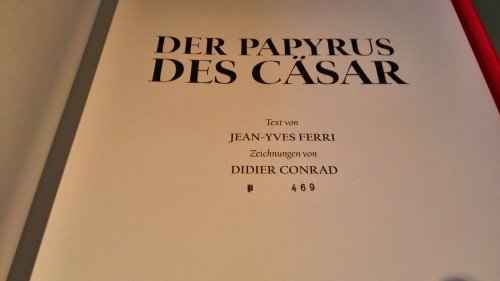 DER PAPYRUS
DES CÄSAR
Text von
JEAN-YVES FERRI
Zeichnungen von
DIDIER CONRAD
469